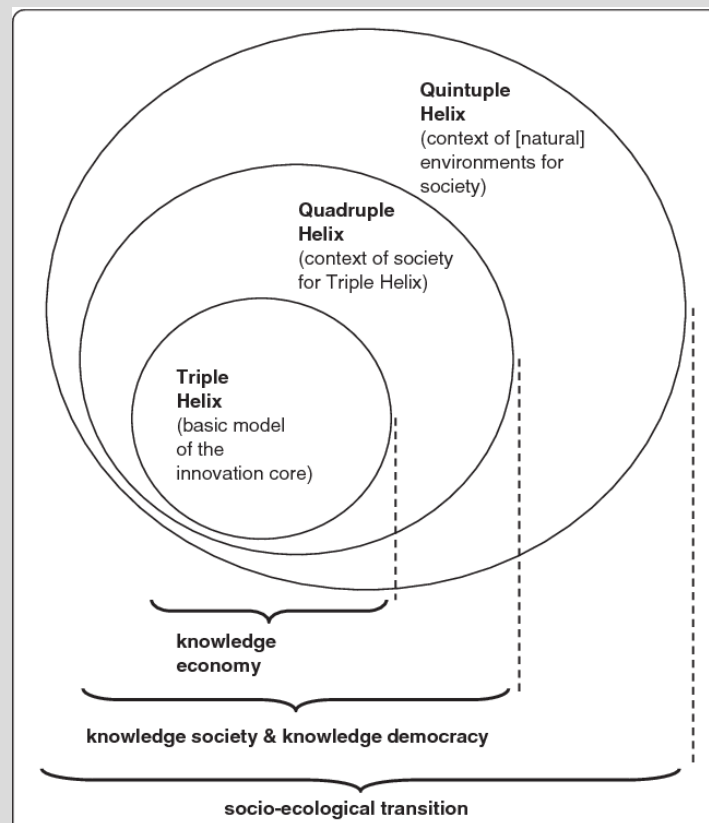 Quintuple
Helix
(context of [natural]
environments for
society)
Quadruple
Helix
(context of society
for Triple Helix)
Triple
Helix
(basic model
of the
innovation core)
knowledge
economy
knowledge society & knowledge democracy
socio-ecological transition